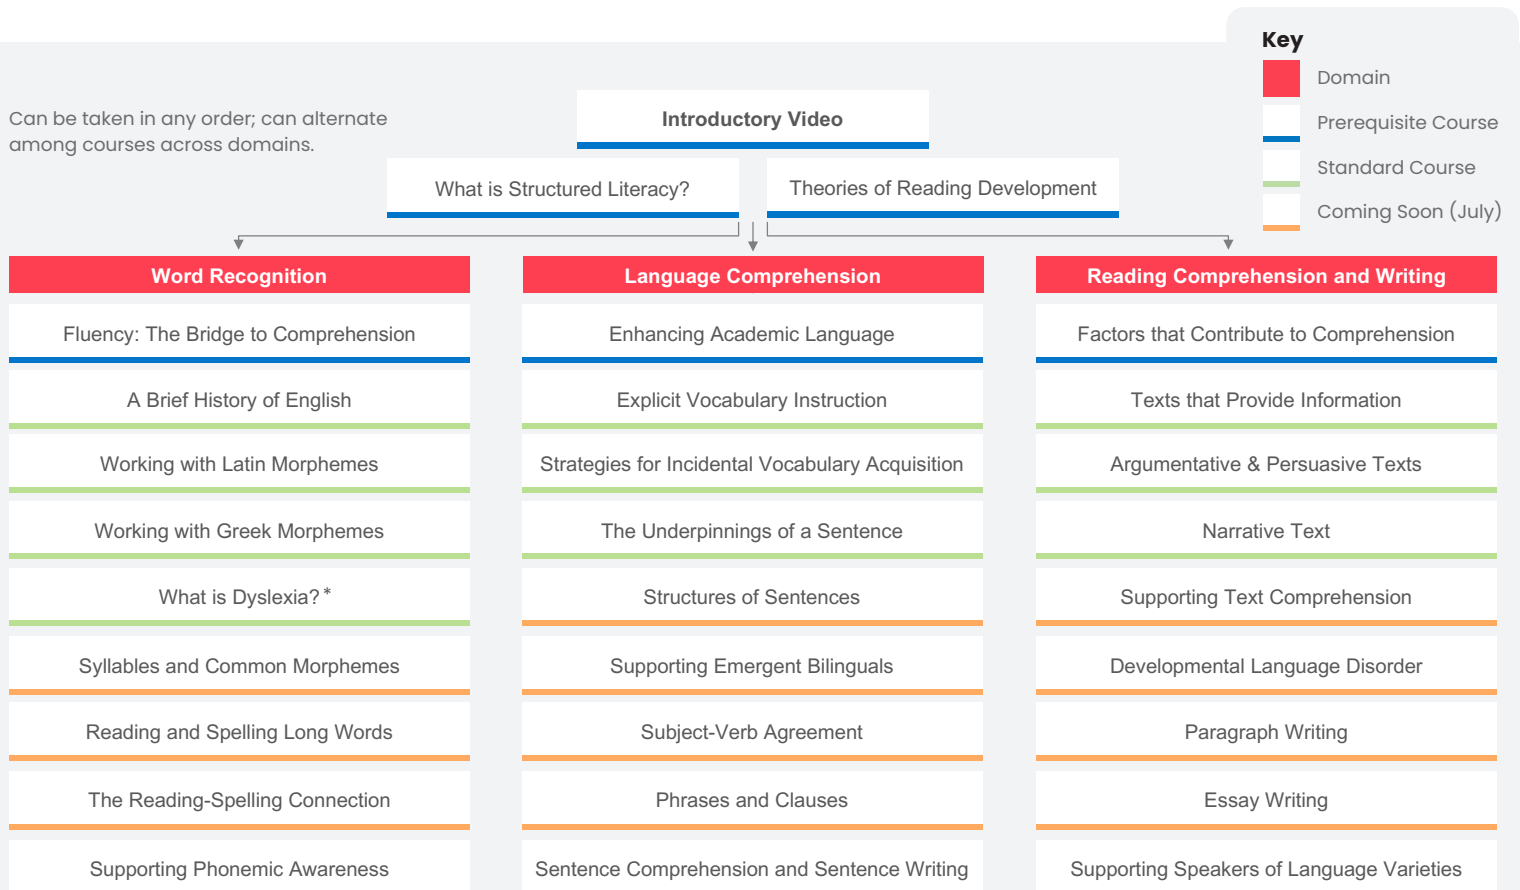 Key
Domain
Prerequisite Course
Standard Course
Coming Soon (July)
Can be taken in any order; can alternate
among courses across domains.
Introductory Video
What is Structured Literacy?
Theories of Reading Development
Word Recognition
Fluency: The Bridge to Comprehension
A Brief History of English
Working with Latin Morphemes
Working with Greek Morphemes
What is Dyslexia?*
Syllables and Common Morphemes
Reading and Spelling Long Words
The Reading-Spelling Connection
Supporting Phonemic Awareness
Language Comprehension
Enhancing Academic Language
Explicit Vocabulary Instruction
Strategies for Incidental Vocabulary Acquisition
The Underpinnings of a Sentence
Structures of Sentences
Supporting Emergent Bilinguals
Subject-Verb Agreement
Phrases and Clauses
Sentence Comprehension and Sentence Writing
Reading Comprehension and Writing
Factors that Contribute to Comprehension
Texts that Provide Information
Argumentative & Persuasive Texts
Narrative Text
Supporting Text Comprehension
Developmental Language Disorder
Paragraph Writing
Essay Writing
Supporting Speakers of Language Varieties